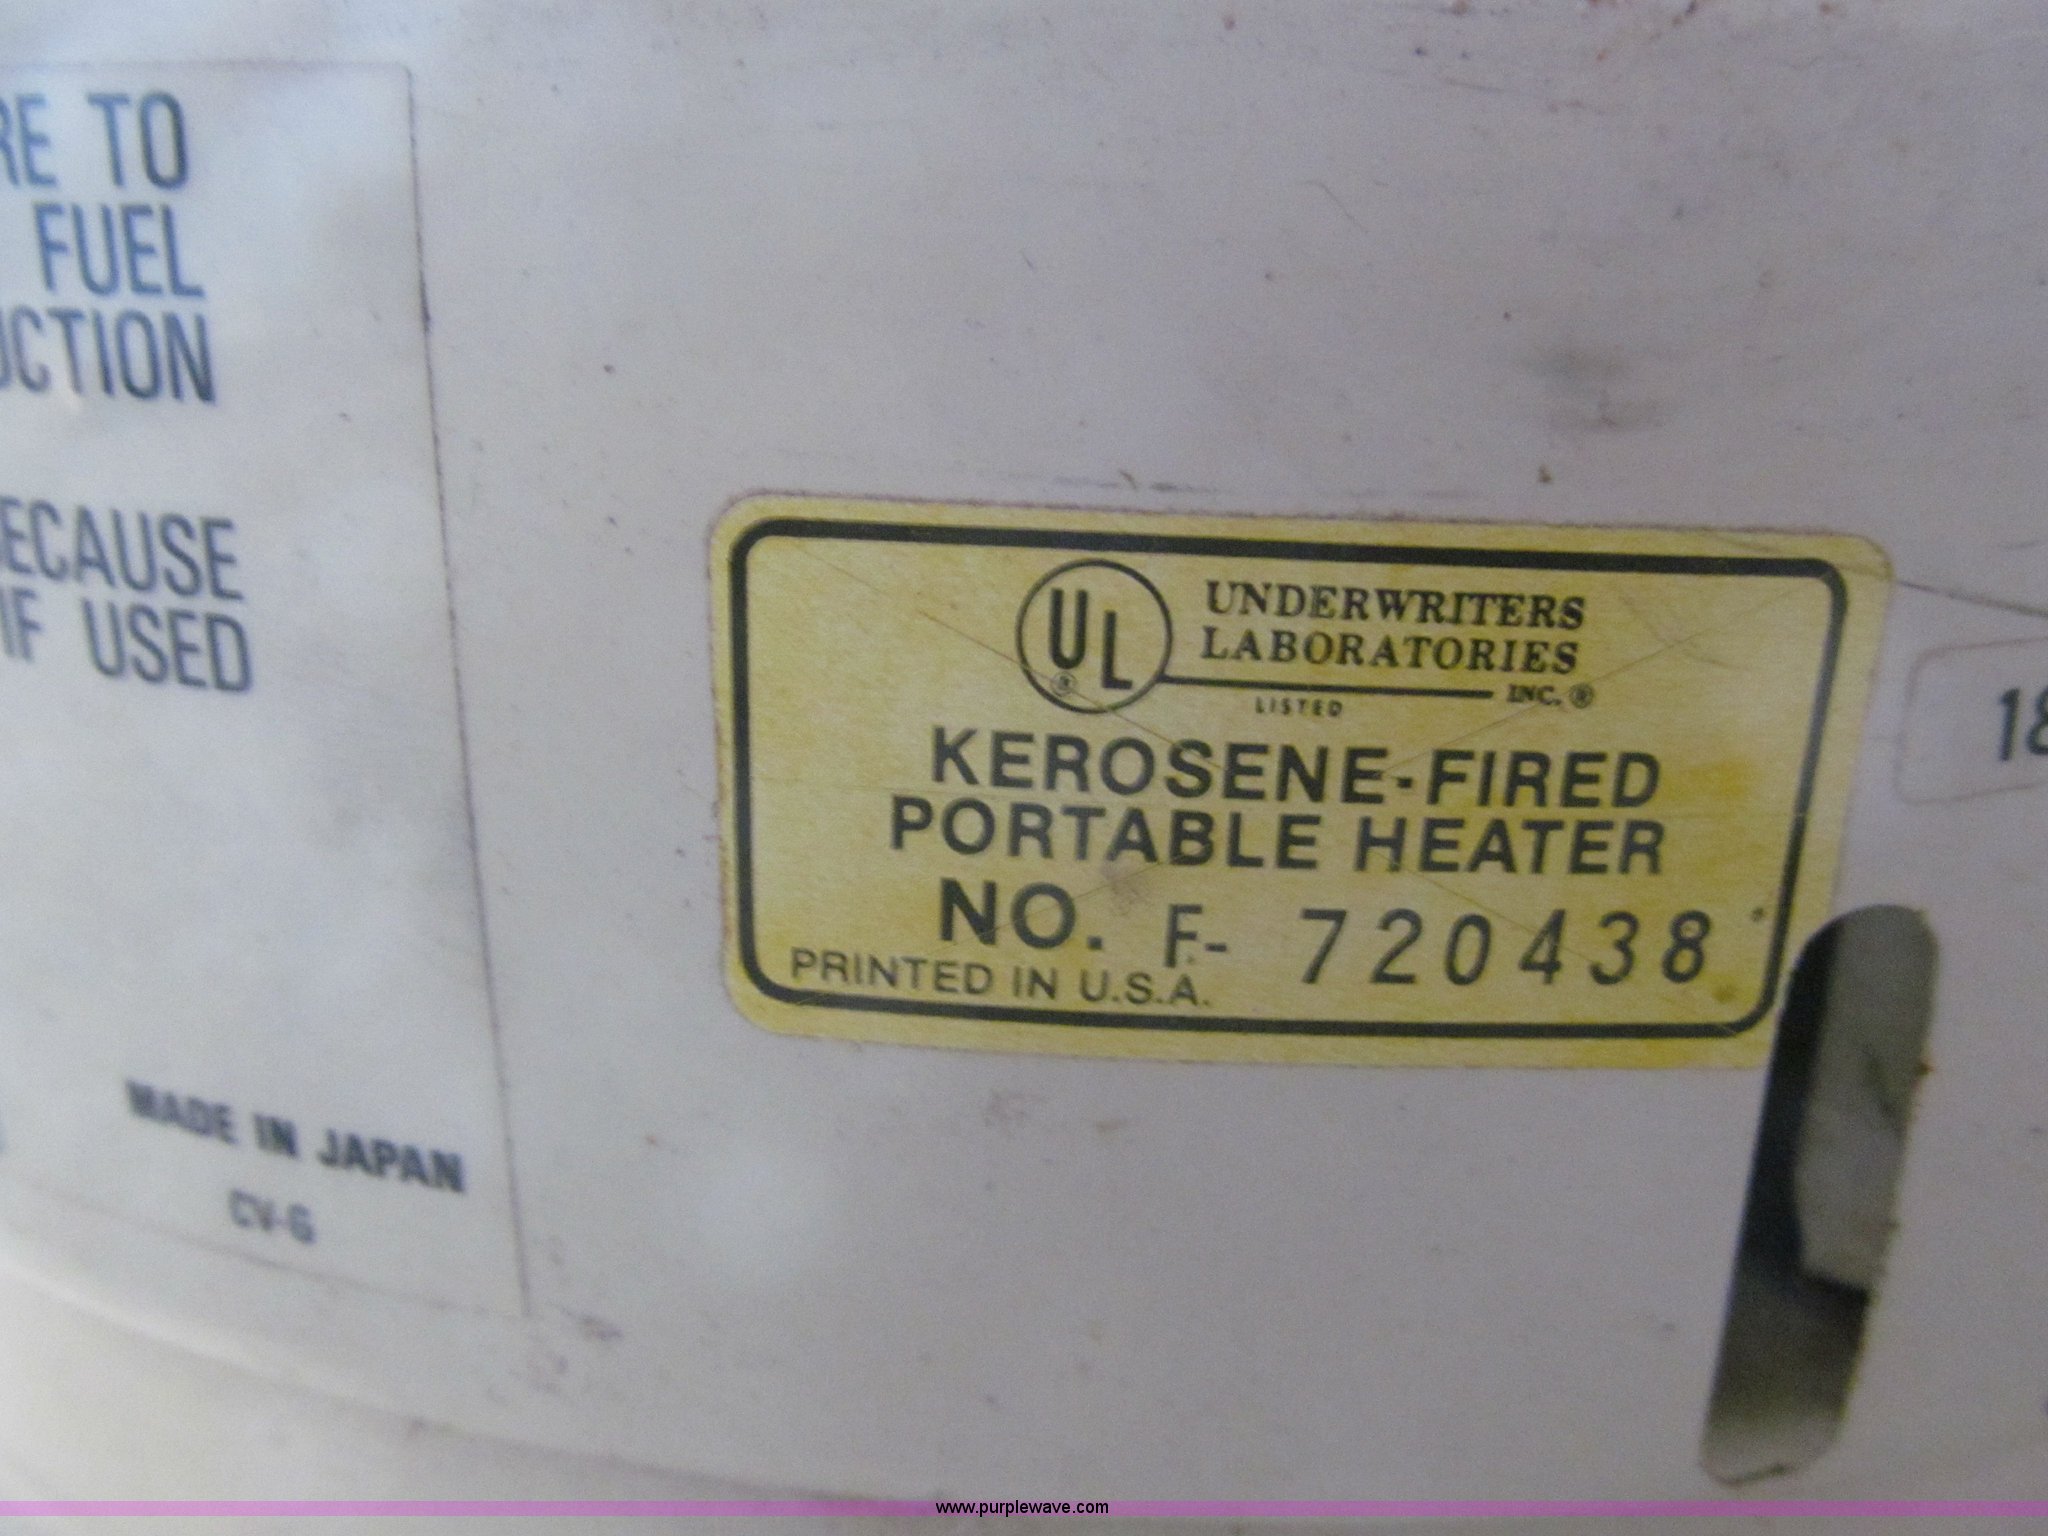 RE TO
FUEL
UCTION
ECAUSE
IF USED
MADE IN JAPAN
CV-6
UL
®
UNDERWRITERS
LABORATORIES
INC.®
LISTED
KEROSENE-FIRED
PORTABLE HEATER
NO. F- 720438
PRINTED IN U.S.A.
18
www.purplewave.com